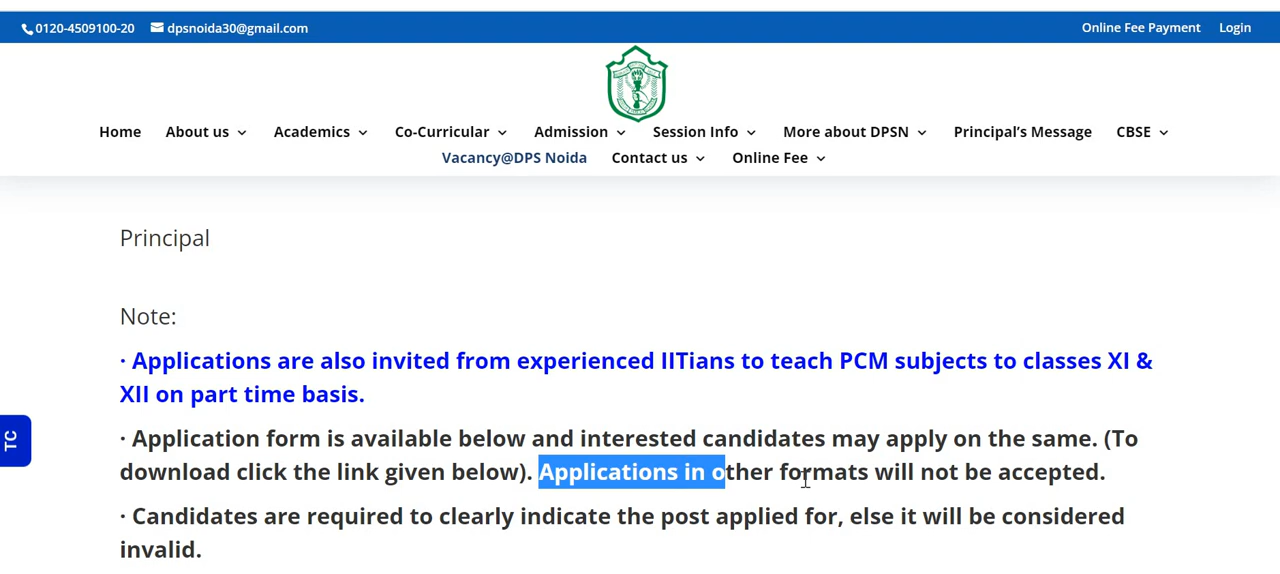 0120-4509100-20 dpsnoida30@gmail.com Online Fee Payment Login
Home About us Academics Co-Curricular Admission Session Info More about DPSN Principal’s Message CBSE
Vacancy@DPS Noida Contact us Online Fee
Principal
Note:
· Applications are also invited from experienced IITians to teach PCM subjects to classes XI &
XII on part time basis.
TC
· Application form is available below and interested candidates may apply on the same. (To
download click the link given below). Applications in other formats will not be accepted.
· Candidates are required to clearly indicate the post applied for, else it will be considered
invalid.